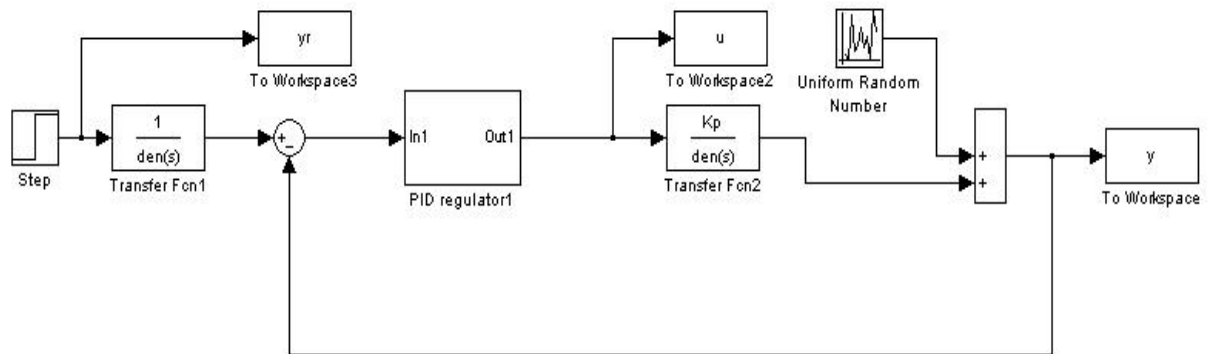 yr
To Workspace3
u
To Workspace2
Uniform Random
Number
Step
1
den(s)
Transfer Fcn1
+
−
In1
Out1
PID regulator1
Kp
den(s)
Transfer Fcn2
+
+
y
To Workspace